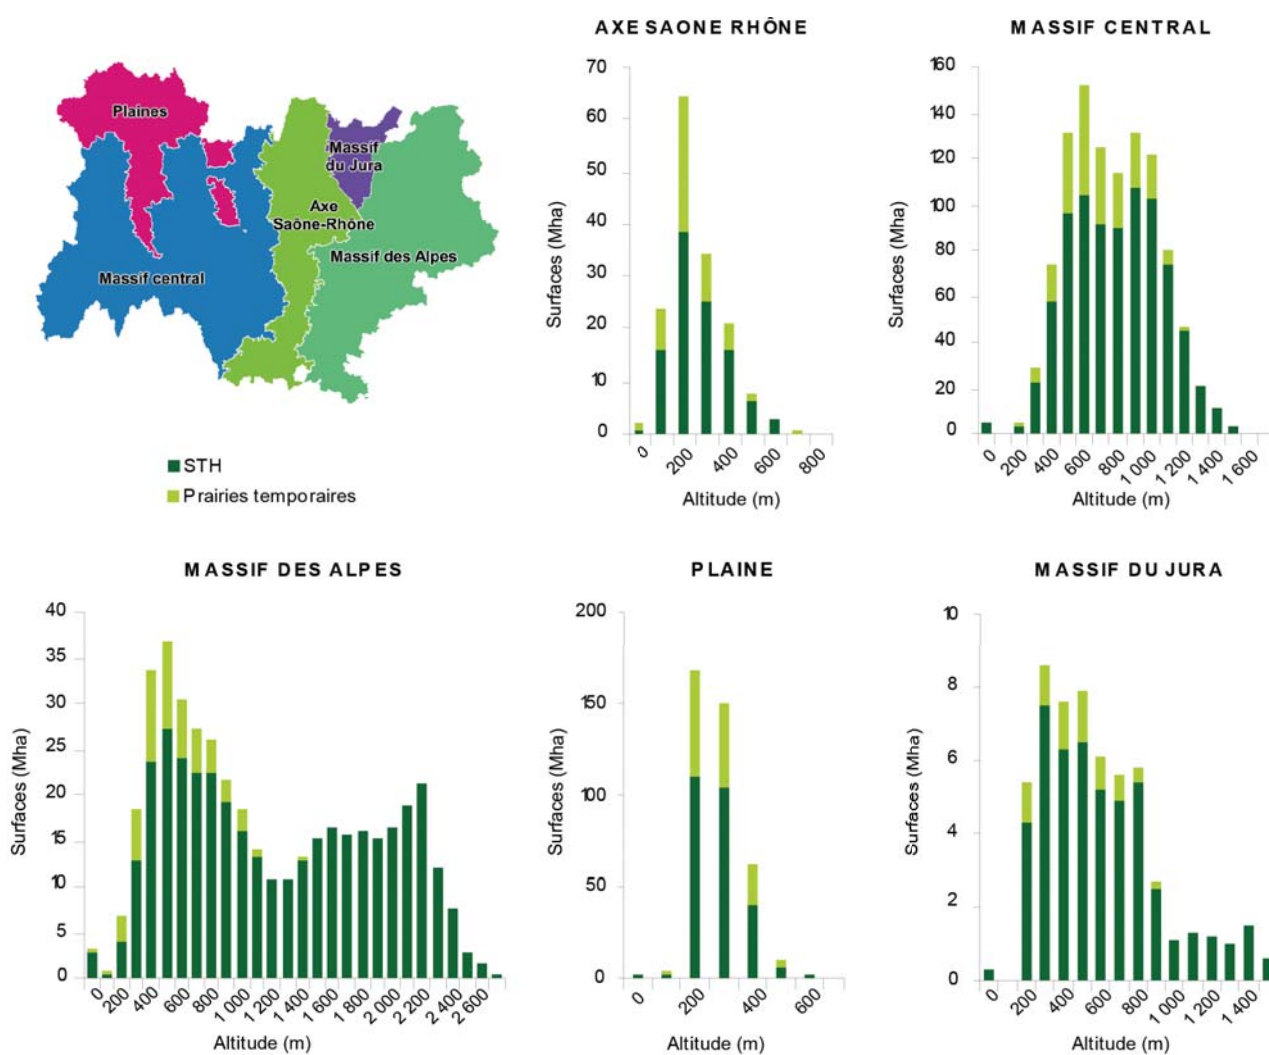 Plaines
Massif
du Jura
Axe
Saône-Rhône
Massif des Alpes
Massif central
STH
Prairies temporaires
AXE SAONE RHÔNE
Surfaces (Mha)
70
60
50
40
30
20
10
0
0 200 400 600 800
Altitude (m)
MASSIF CENTRAL
Surfaces (Mha)
160
140
120
100
80
60
40
20
0
0 200 400 600 800 1 000 1 200 1 400 1 600
Altitude (m)
MASSIF DES ALPES
Surfaces (Mha)
40
35
30
25
20
15
10
5
0
0 200 400 600 800 1 000 1 200 1 400 1 600 1 800 2 000 2 200 2 400 2 600
Altitude (m)
PLAINE
Surfaces (Mha)
200
150
100
50
0
0 200 400 600
Altitude (m)
MASSIF DU JURA
Surfaces (Mha)
10
8
6
4
2
0
0 200 400 600 800 1 000 1 200 1 400
Altitude (m)